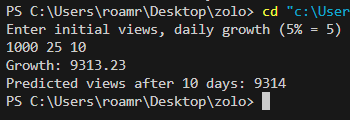 PS C:\Users\roamr\Desktop\zolo> cd "c:\User
Enter initial views, daily growth (5% = 5)
1000 25 10
Growth: 9313.23
Predicted views after 10 days: 9314
PS C:\Users\roamr\Desktop\zolo>